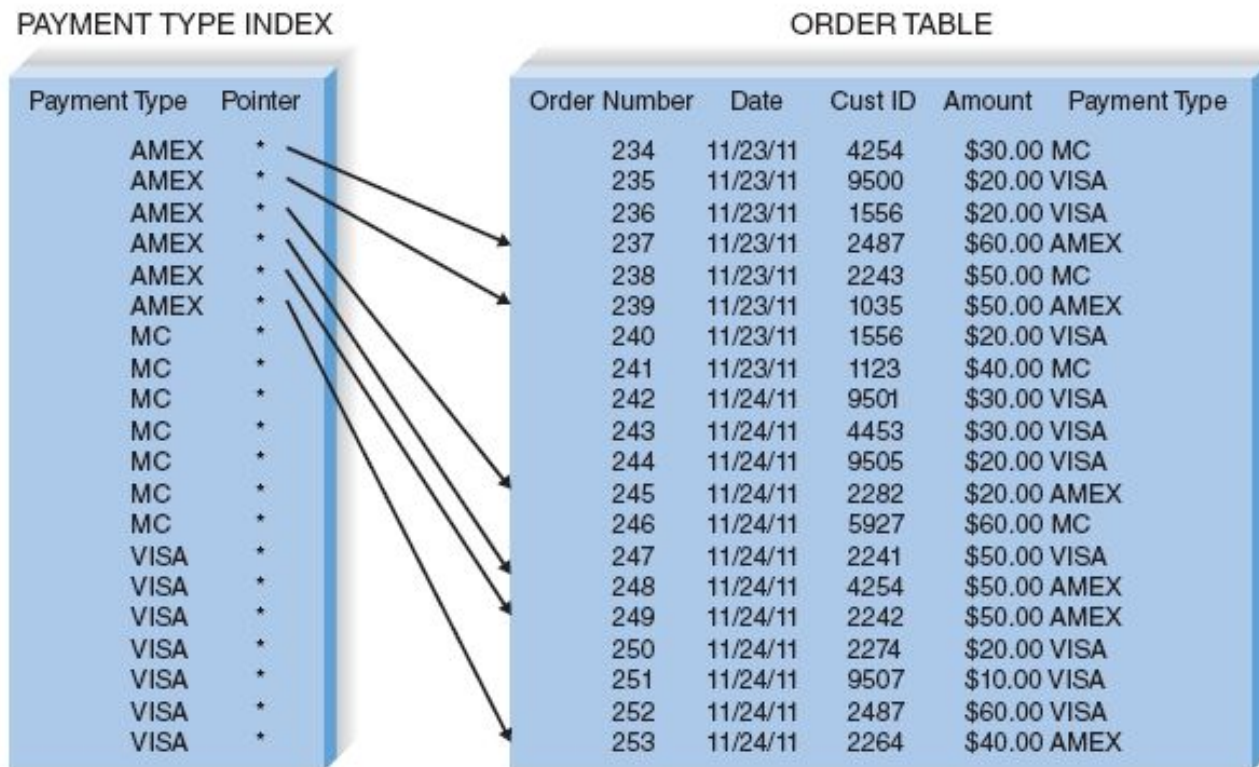 PAYMENT TYPE INDEX
Payment Type Pointer
AMEX *
AMEX *
AMEX *
AMEX *
AMEX *
AMEX *
MC *
MC *
MC *
MC *
MC *
MC *
MC *
VISA *
VISA *
VISA *
VISA *
VISA *
VISA *
VISA *
ORDER TABLE
Order Number Date Cust ID Amount Payment Type
234 11/23/11 4254 $30.00 MC
235 11/23/11 9500 $20.00 VISA
236 11/23/11 1556 $20.00 VISA
237 11/23/11 2487 $60.00 AMEX
238 11/23/11 2243 $50.00 MC
239 11/23/11 1035 $50.00 AMEX
240 11/23/11 1556 $20.00 VISA
241 11/23/11 1123 $40.00 MC
242 11/24/11 9501 $30.00 VISA
243 11/24/11 4453 $30.00 VISA
244 11/24/11 9505 $20.00 VISA
245 11/24/11 2282 $20.00 AMEX
246 11/24/11 5927 $60.00 MC
247 11/24/11 2241 $50.00 VISA
248 11/24/11 4254 $50.00 AMEX
249 11/24/11 2242 $50.00 AMEX
250 11/24/11 2274 $20.00 VISA
251 11/24/11 9507 $10.00 VISA
252 11/24/11 2487 $60.00 VISA
253 11/24/11 2264 $40.00 AMEX